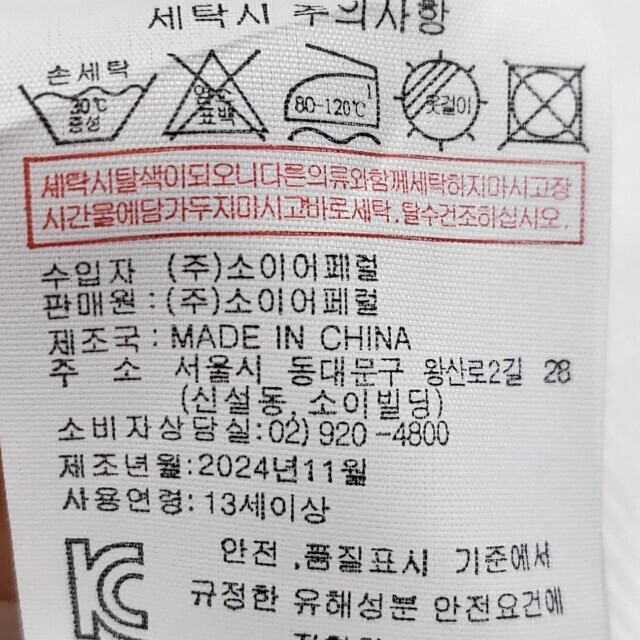 세탁시 주의사항
손세탁
30℃
중성
염소
표백
80-120℃
옷걸이
세탁시탈색이되오니다른의류와함께세탁하지마시고장
시간물에담가두지마시고바로세탁.탈수건조하십시오.
수입자 (주)소이어패럴
판매원 : (주)소이어패럴
제조국 : MADE IN CHINA
주 소 서울시 동대문구 왕산로2길 28
(신설동, 소이빌딩)
소비자상담실:02) 920-4800
제조년월:2024년11월
사용연령:13세이상
안전 .품질표시 기준에서
규정한 유해성분 안전요건에